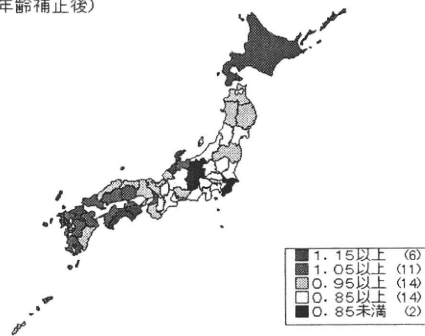 年齢補正後)
1. 15以上 (6)
1. 05以上 (11)
0. 95以上 (14)
0. 85以上 (14)
0. 85未満 (2)